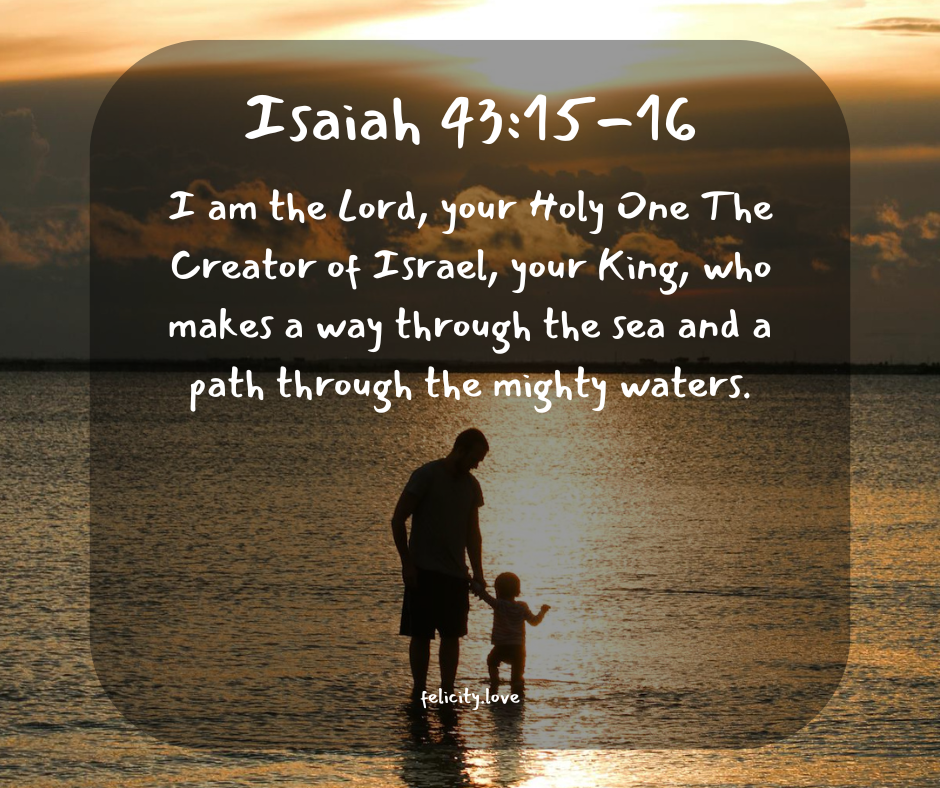 Isaiah 43:15-16
I am the Lord, your Holy One The
Creator of Israel, your King, who
makes a way through the sea and a
path through the mighty waters.
felicity.love